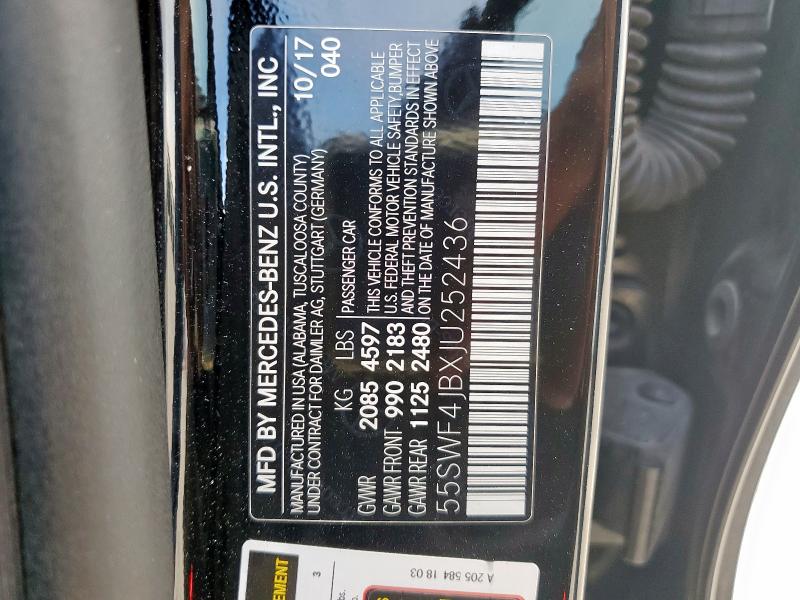 MFD BY MERCEDES-BENZ U.S. INTL., INC
MANUFACTURED IN USA (ALABAMA, TUSCALOOSA COUNTY) 10/17
UNDER CONTRACT FOR DAIMLER AG, STUTTGART (GERMANY) 040
KG LBS PASSENGER CAR
GVWR 2085 4597 THIS VEHICLE CONFORMS TO ALL APPLICABLE
GAWR FRONT 990 2183 U.S. FEDERAL MOTOR VEHICLE SAFETY, BUMPER
AND THEFT PREVENTION STANDARDS IN EFFECT
GAWR REAR 1125 2480 ON THE DATE OF MANUFACTURE SHOWN ABOVE
55SWF4JBXJU252436
EMENT
3
A 205 584 18 03